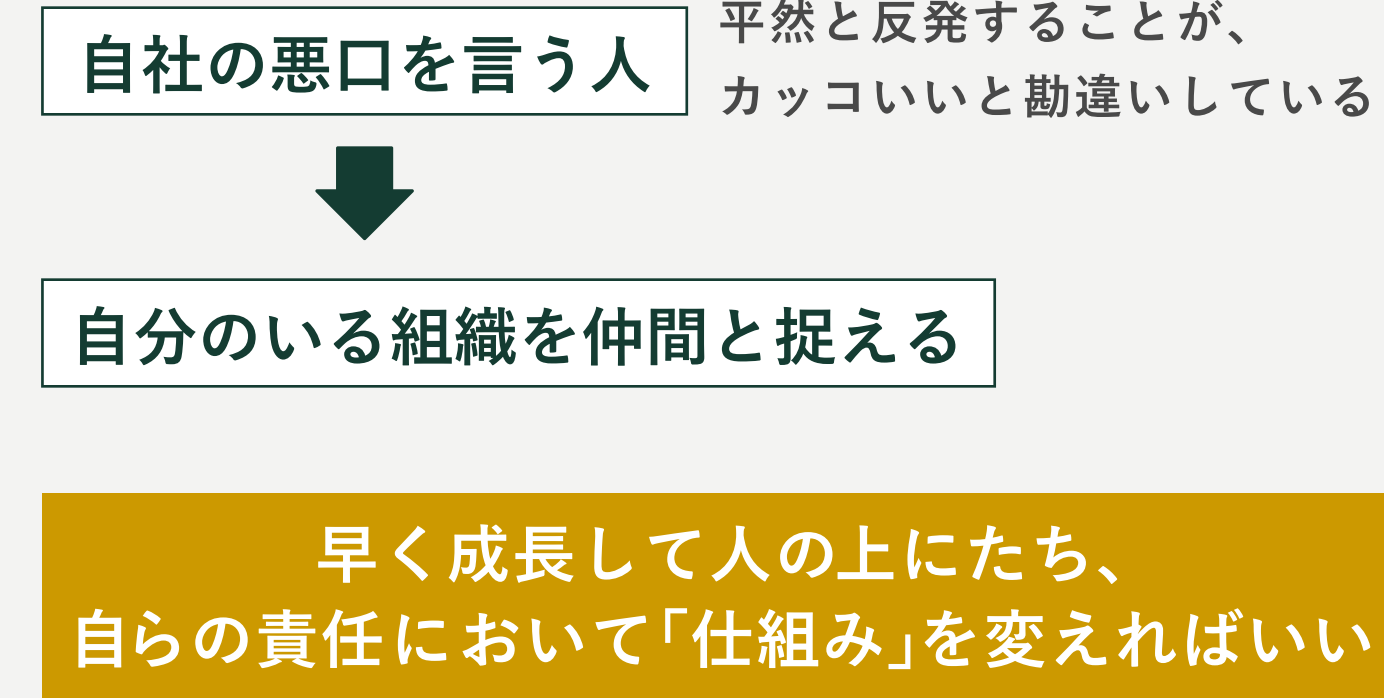 自社の悪口を言う人
平然と反発することが、
カッコいいと勘違いしている
自分のいる組織を仲間と捉える
早く成長して人の上にたち、
自らの責任において「仕組み」を変えればいい